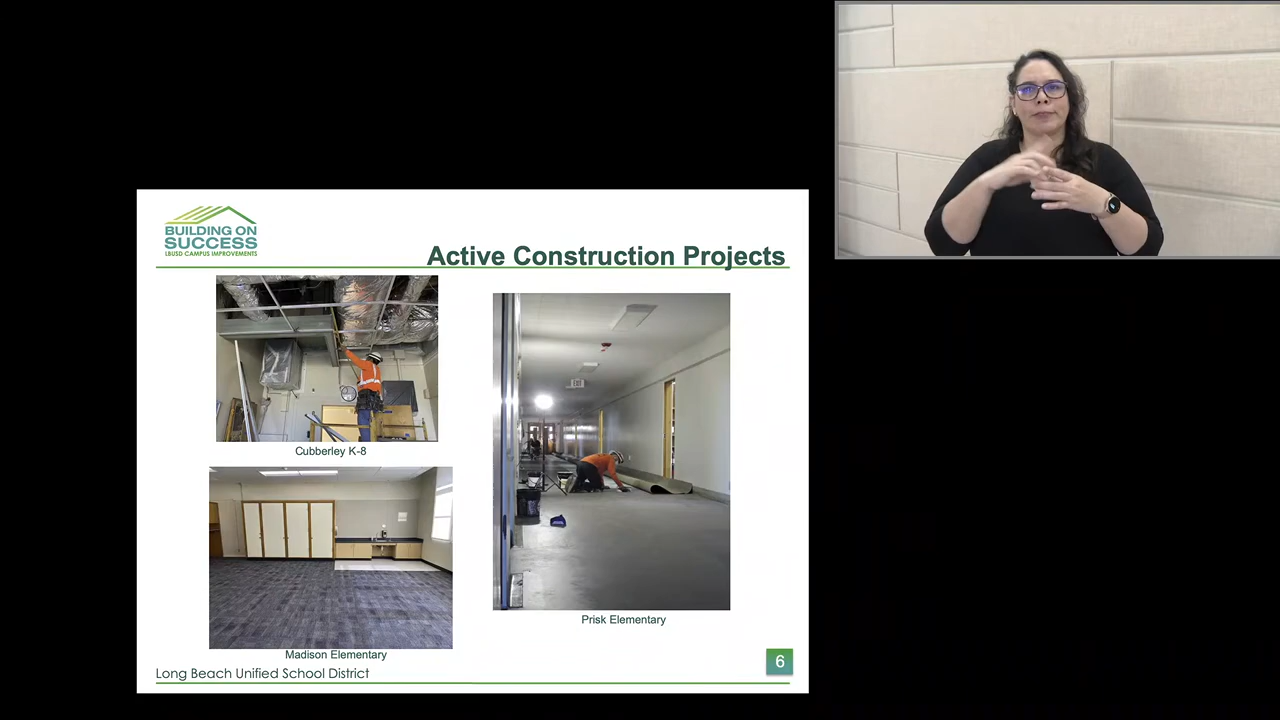 BUILDING ON
SUCCESS
LBUSD CAMPUS IMPROVEMENTS
Active Construction Projects
Cubberley K-8
Prisk Elementary
Madison Elementary
Long Beach Unified School District
6